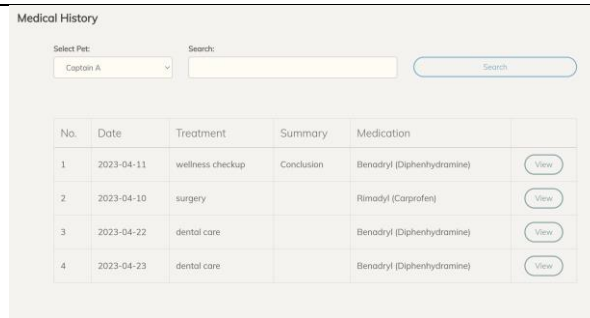 Medical History
Select Pet: Search:
Captain A Search
No. Date Treatment Summary Medication
1 2023-04-11 wellness checkup Conclusion Benadryl (Diphenhydramine) View
2 2023-04-10 surgery Rimadyl (Carprofen) View
3 2023-04-22 dental care Benadryl (Diphenhydramine) View
4 2023-04-23 dental care Benadryl (Diphenhydramine) View